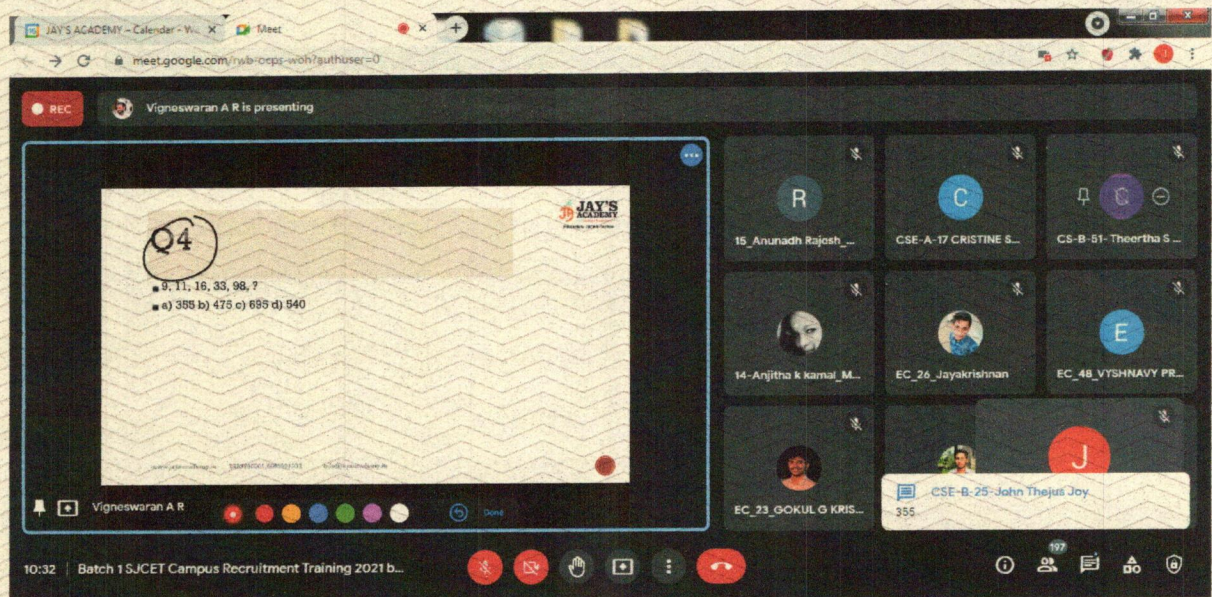 JAY'S ACADEMY - Calendar - W
Meet
meet.google.com/rwb-ocps-woh?authuser=0
J
REC
Vigneswaran A R is presenting
JAY'S
ACADEMY
Q4
9, 11, 16, 33, 98, ?
a) 355 b) 475 c) 695 d) 540
R
15_Anunadh Rajesh_...
C
CSE-A-17 CRISTINE S...
CS-B-51- Theertha S ...
14-Anjitha k kamal_M...
EC_26_Jayakrishnan
E
EC_48_VYSHNAVY PR...
EC_23_GOKUL G KRIS...
J
CSE-B-25-John Thejus Joy
355
Vigneswaran A R
Done
10:32 | Batch 1 SJCET Campus Recruitment Training 2021 b...
197